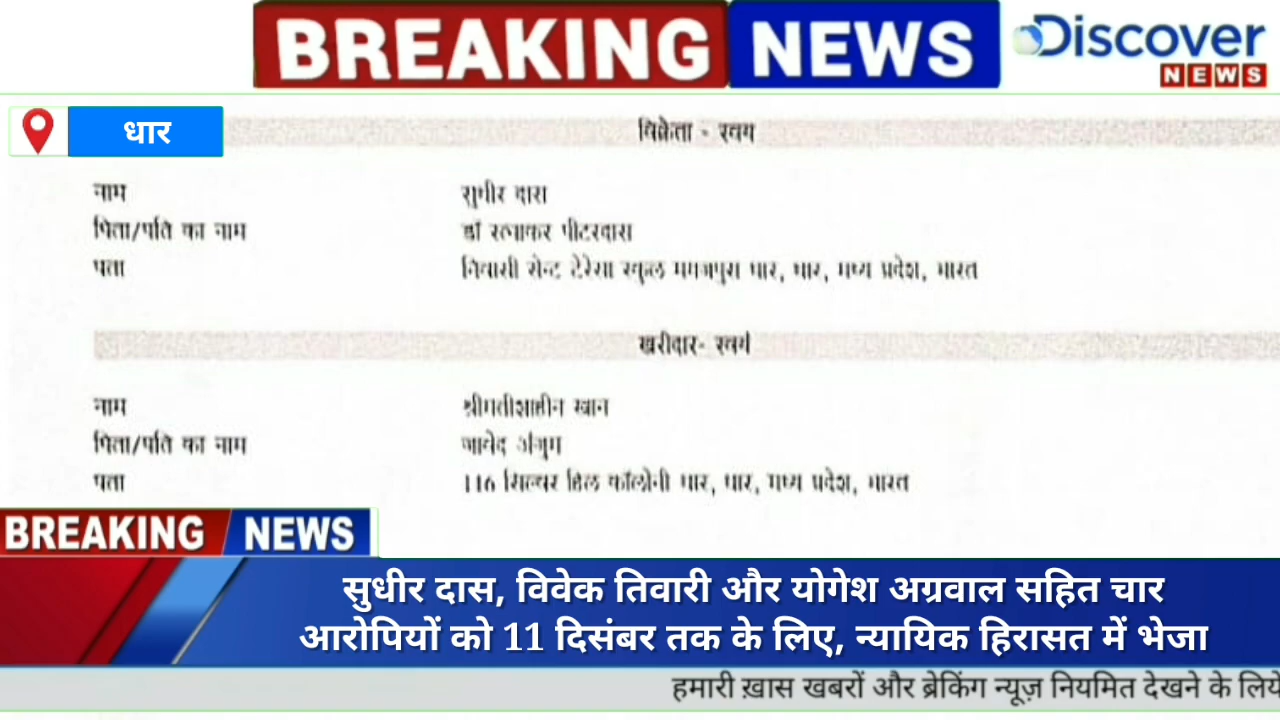 BREAKING NEWS
Discover
NEWS
धार
विक्रेता - स्वयं
नाम सुधीर दास
पिता/पति का नाम डॉ रत्नाकर पीटरदास
पता निवासी सेन्ट टेरेसा स्कूल मगजपुरा धार, धार, मध्य प्रदेश, भारत
खरीदार- स्वयं
नाम श्रीमतीशाहीन खान
पिता/पति का नाम जावेद अंजुम
पता 116 सिल्वर हिल कॉलोनी धार, धार, मध्य प्रदेश, भारत
BREAKING NEWS
सुधीर दास, विवेक तिवारी और योगेश अग्रवाल सहित चार
आरोपियों को 11 दिसंबर तक के लिए, न्यायिक हिरासत में भेजा
हमारी ख़ास खबरों और ब्रेकिंग न्यूज़ नियमित देखने के लिये